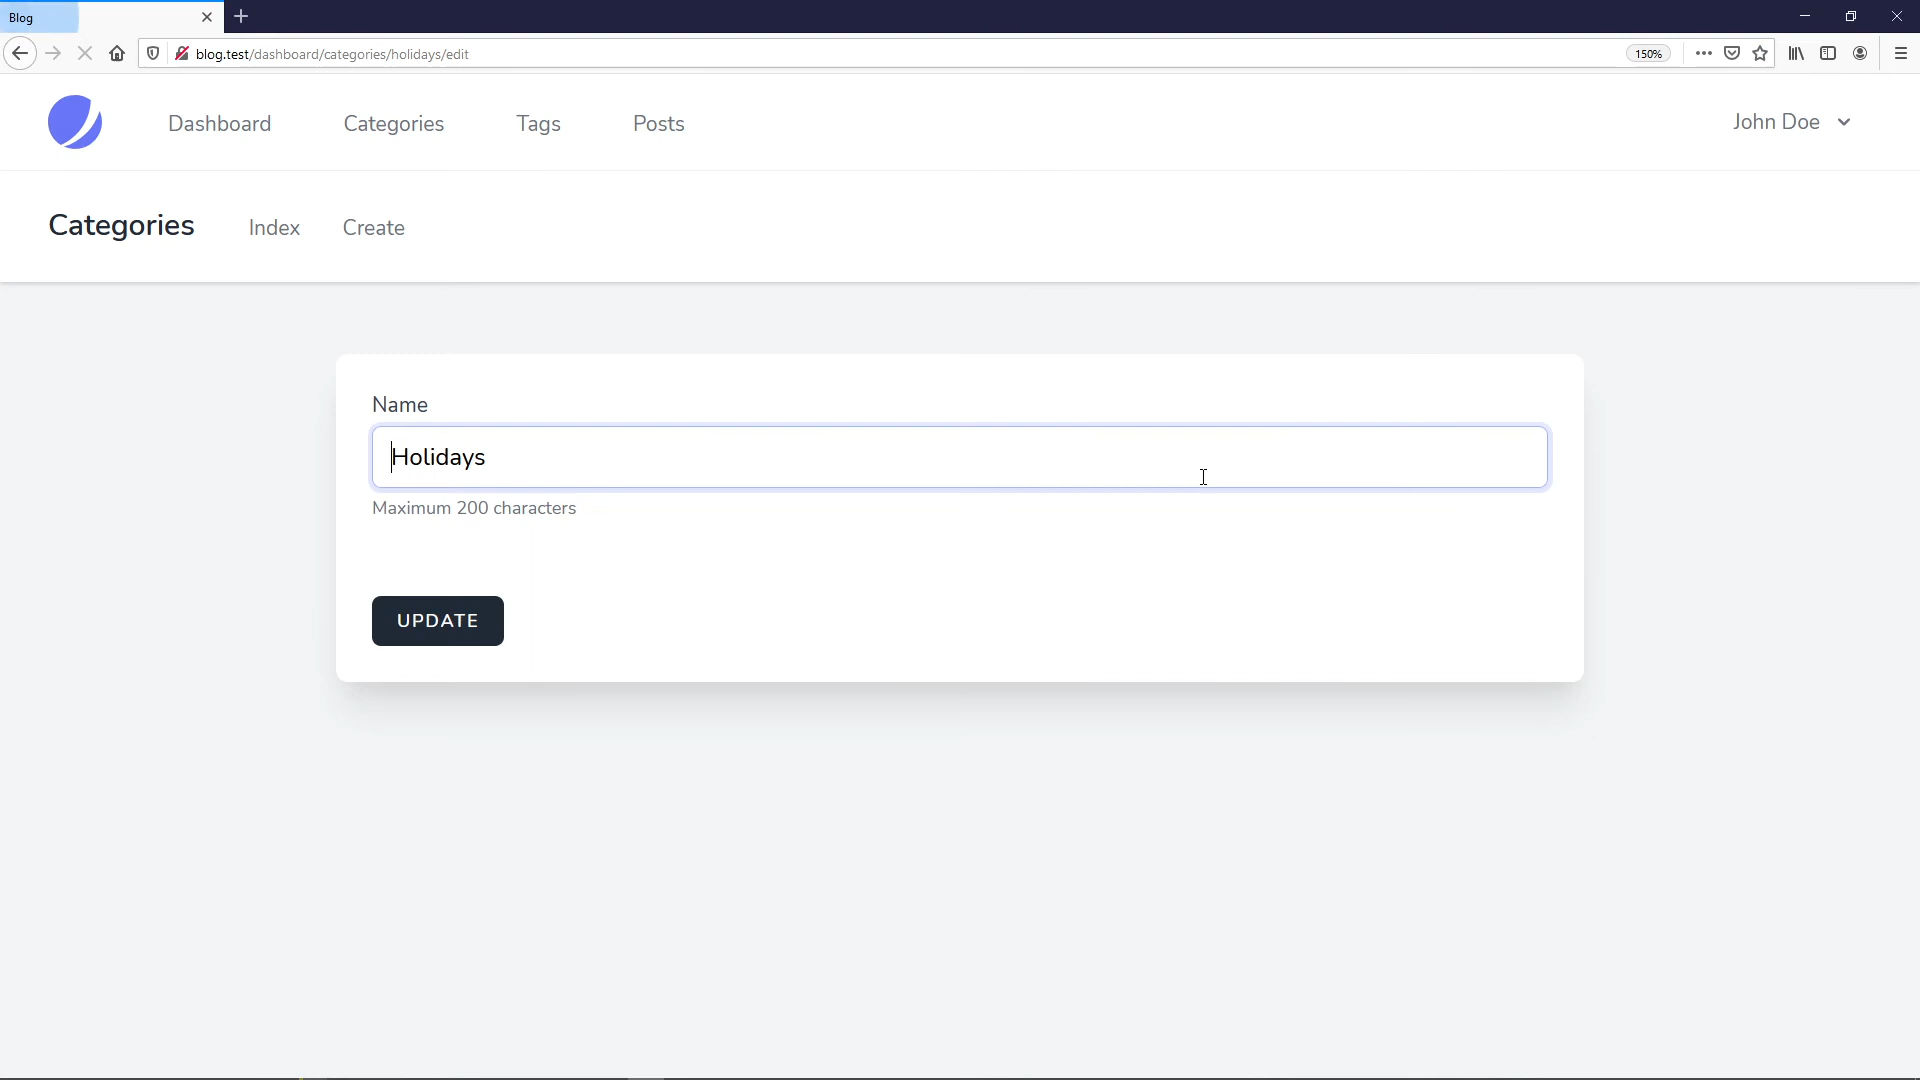 Blog
blog.test/dashboard/categories/holidays/edit
150%
Dashboard
Categories
Tags
Posts
John Doe
Categories
Index
Create
Name
Holidays
Maximum 200 characters
UPDATE